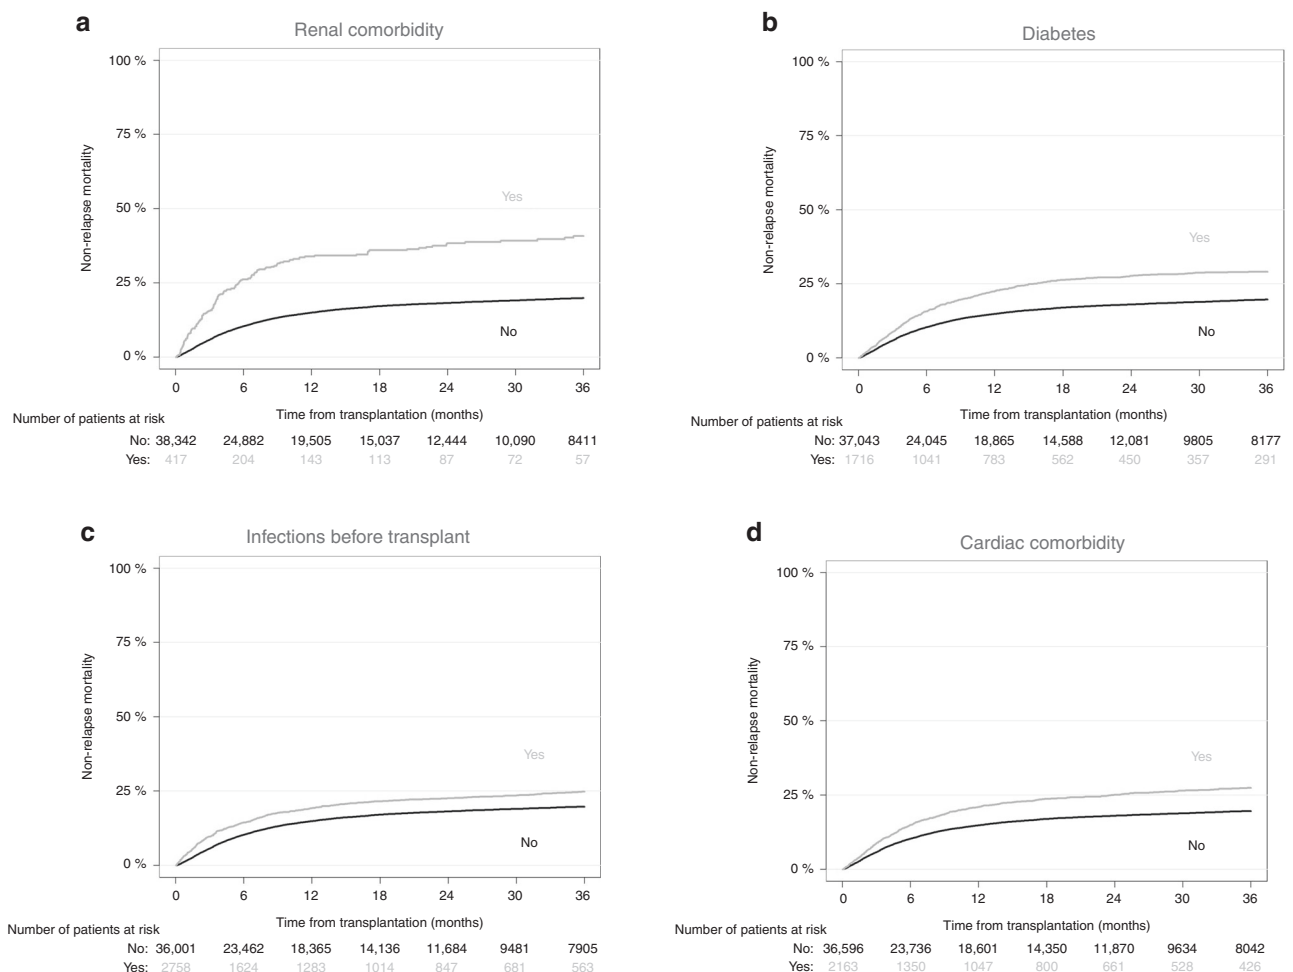 a
Renal comorbidity
100 %
75 %
50 %
25 %
0 %
Non-relapse mortality
Yes
No
0 6 12 18 24 30 36
Time from transplantation (months)
Number of patients at risk
No: 38,342 24,882 19,505 15,037 12,444 10,090 8411
Yes: 417 204 143 113 87 72 57
b
Diabetes
100 %
75 %
50 %
25 %
0 %
Non-relapse mortality
Yes
No
0 6 12 18 24 30 36
Time from transplantation (months)
Number of patients at risk
No: 37,043 24,045 18,865 14,588 12,081 9805 8177
Yes: 1716 1041 783 562 450 357 291
c
Infections before transplant
100 %
75 %
50 %
25 %
0 %
Non-relapse mortality
Yes
No
0 6 12 18 24 30 36
Time from transplantation (months)
Number of patients at risk
No: 36,001 23,462 18,365 14,136 11,684 9481 7905
Yes: 2758 1624 1283 1014 847 681 563
d
Cardiac comorbidity
100 %
75 %
50 %
25 %
0 %
Non-relapse mortality
Yes
No
0 6 12 18 24 30 36
Time from transplantation (months)
Number of patients at risk
No: 36,596 23,736 18,601 14,350 11,870 9634 8042
Yes: 2163 1350 1047 800 661 528 426